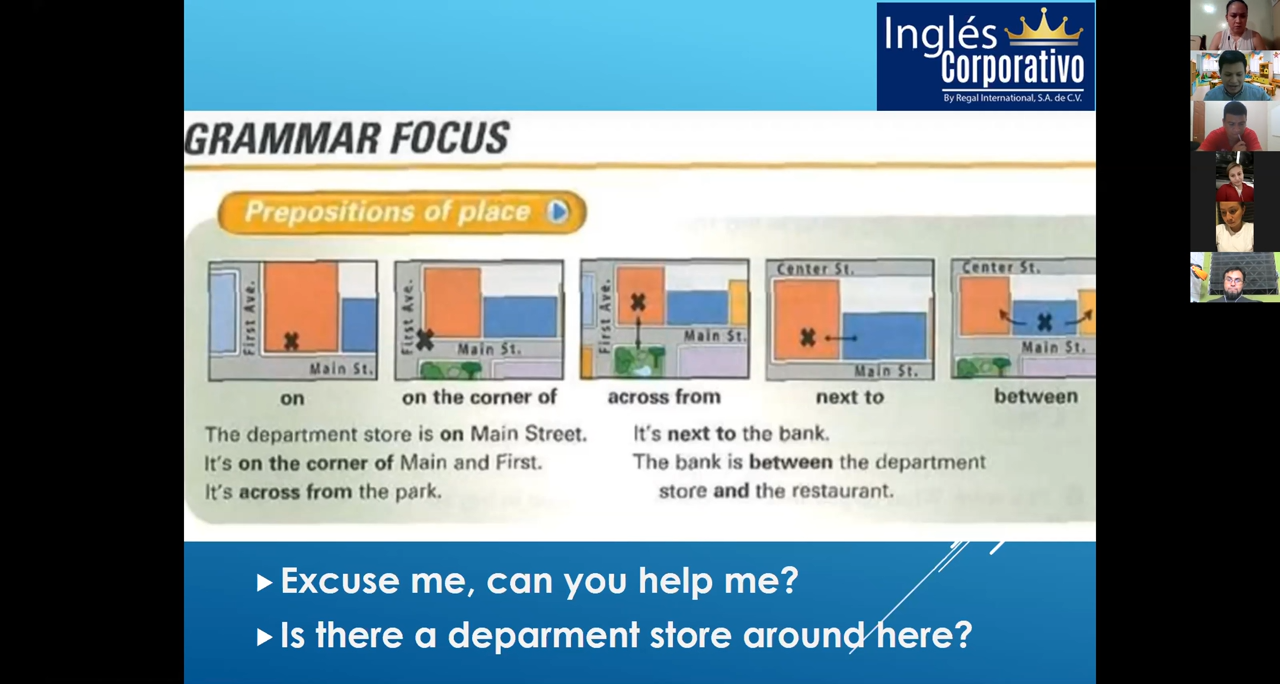 Inglés
Corporativo
By Regal International, S.A. de C.V.
GRAMMAR FOCUS
Prepositions of place
First Ave.
Main St.
on
First Ave.
Main St.
on the corner of
First Ave.
Main St.
across from
Center St.
Main St.
next to
Center St.
Main St.
between
The department store is on Main Street.
It's on the corner of Main and First.
It's across from the park.
It's next to the bank.
The bank is between the department
store and the restaurant.
Excuse me, can you help me?
Is there a deparment store around here?